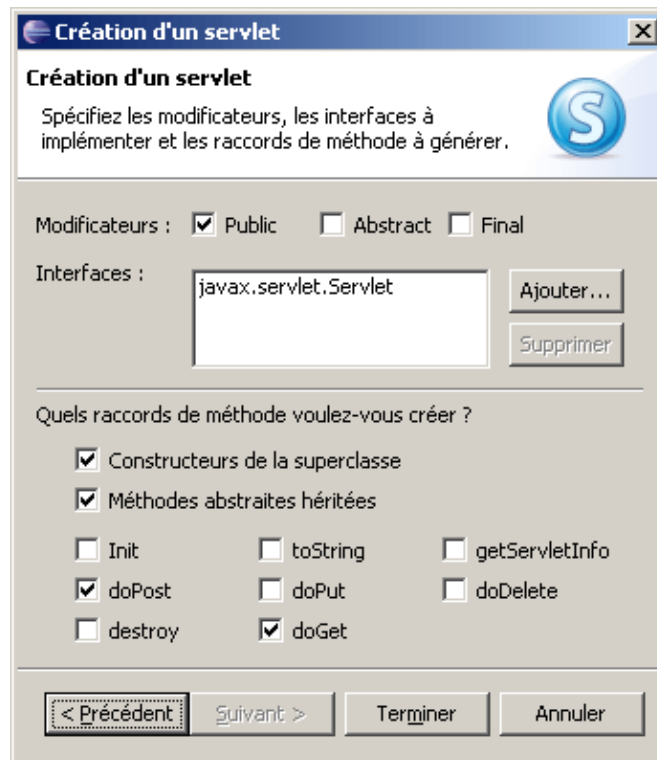 Création d'un servlet
Création d'un servlet
Spécifiez les modificateurs, les interfaces à
implémenter et les raccords de méthode à générer.
S
Modificateurs : Public Abstract Final
Interfaces : javax.servlet.Servlet Ajouter...
Supprimer
Quels raccords de méthode voulez-vous créer ?
Constructeurs de la superclasse
Méthodes abstraites héritées
Init toString getServletInfo
doPost doPut doDelete
destroy doGet
< Précédent Suivant > Terminer Annuler